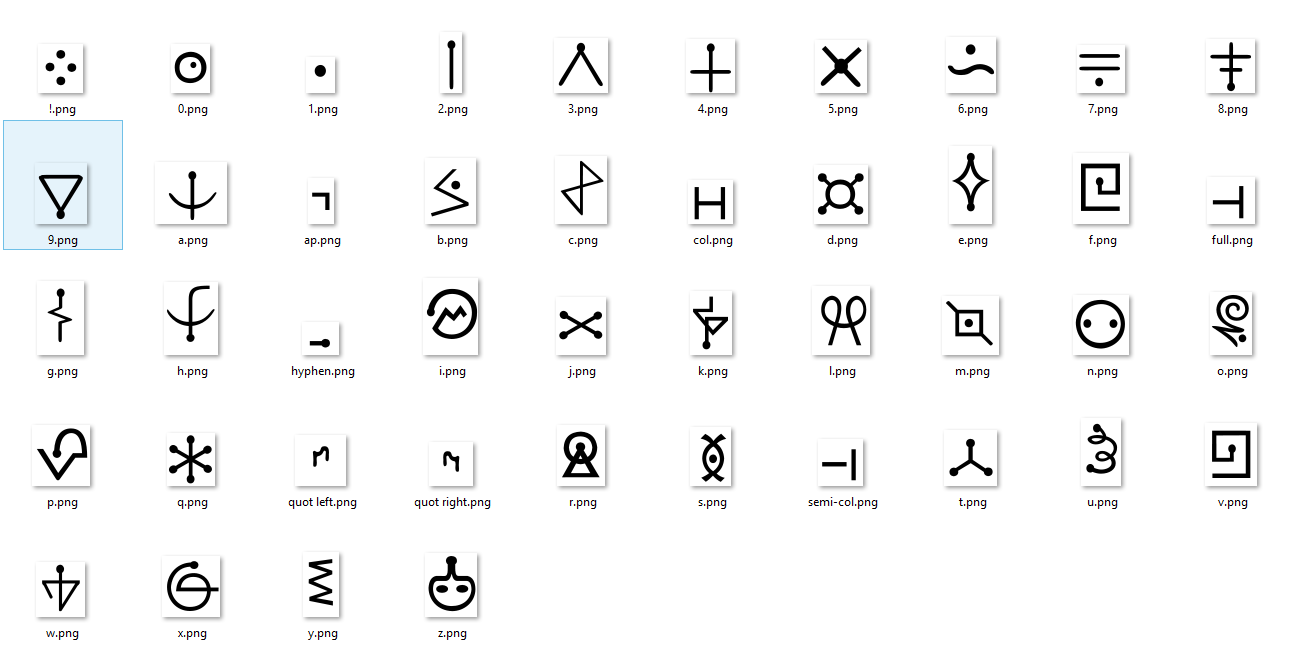 !.png 0.png 1.png 2.png 3.png 4.png 5.png 6.png 7.png 8.png
9.png a.png ap.png b.png c.png col.png d.png e.png f.png full.png
g.png h.png hyphen.png i.png j.png k.png l.png m.png n.png o.png
p.png q.png quot left.png quot right.png r.png s.png semi-col.png t.png u.png v.png
w.png x.png y.png z.png